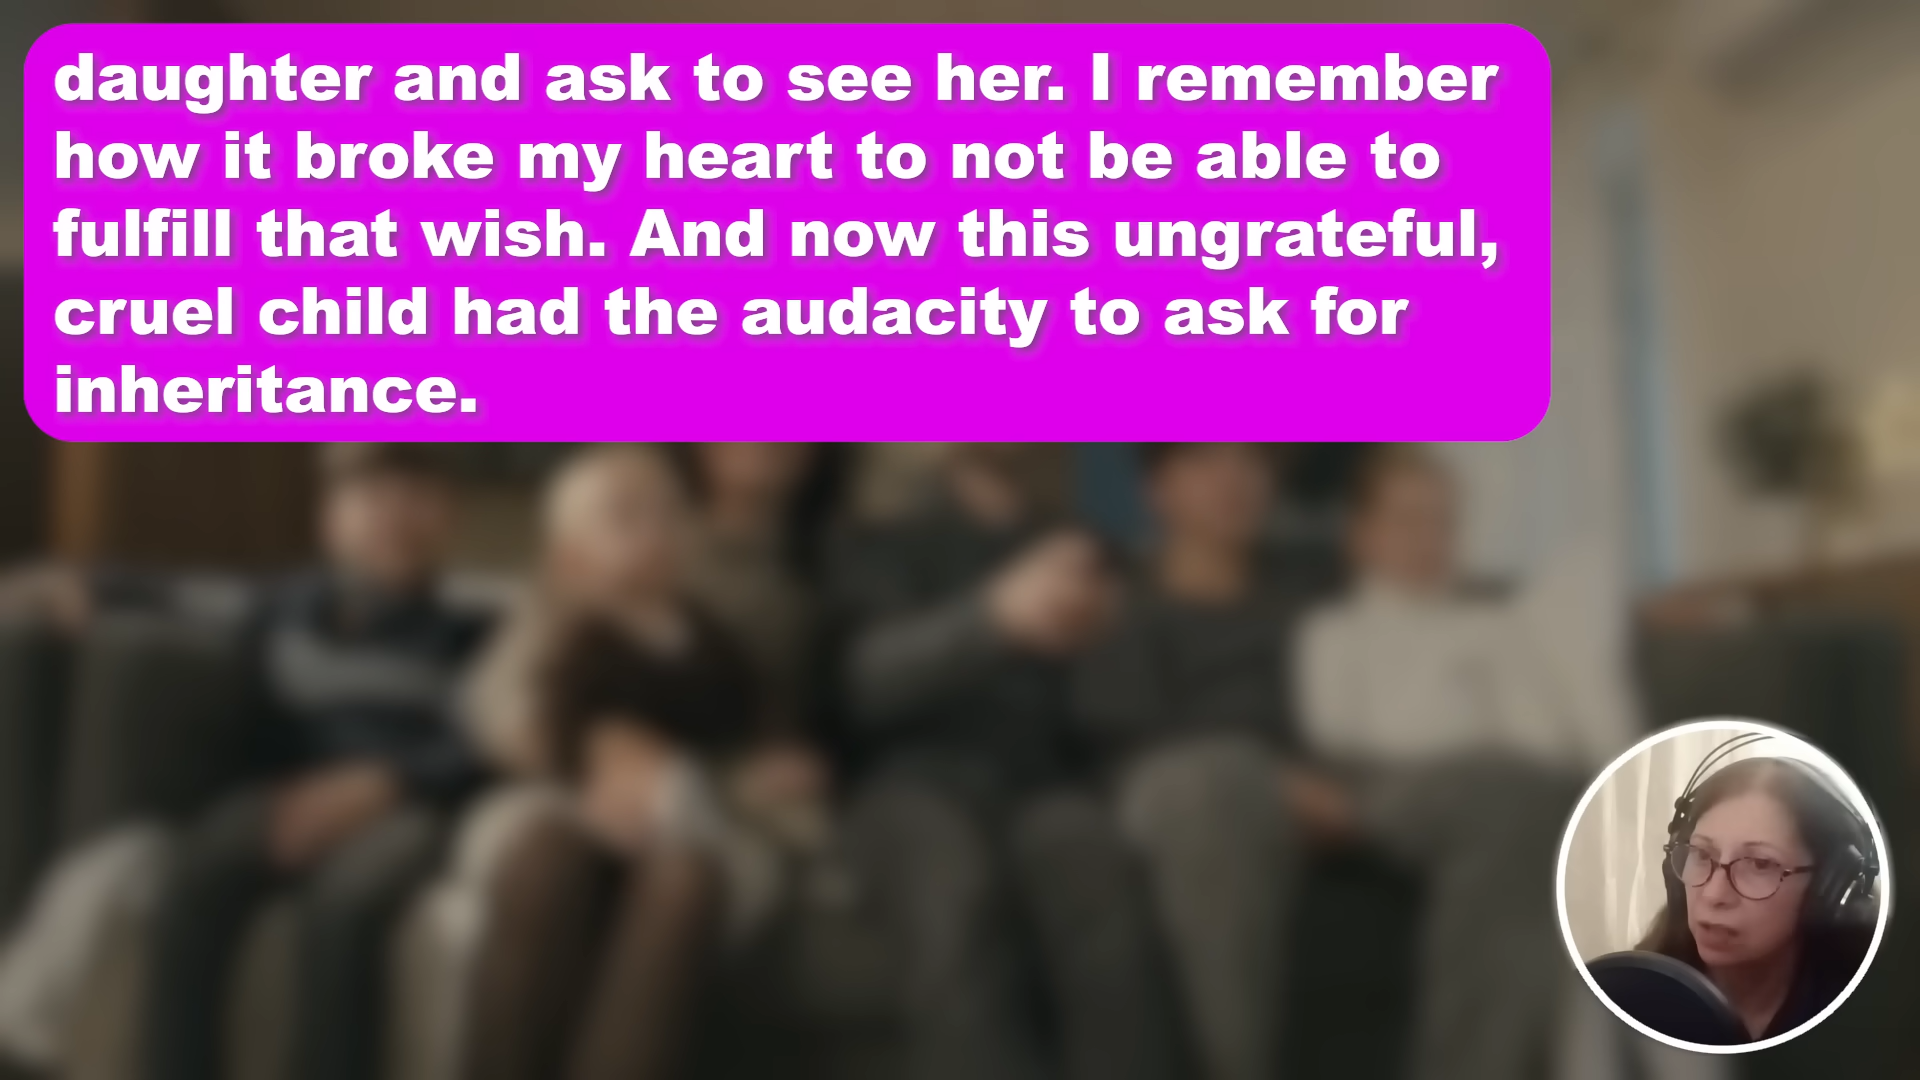 daughter and ask to see her. I remember
how it broke my heart to not be able to
fulfill that wish. And now this ungrateful,
cruel child had the audacity to ask for
inheritance.